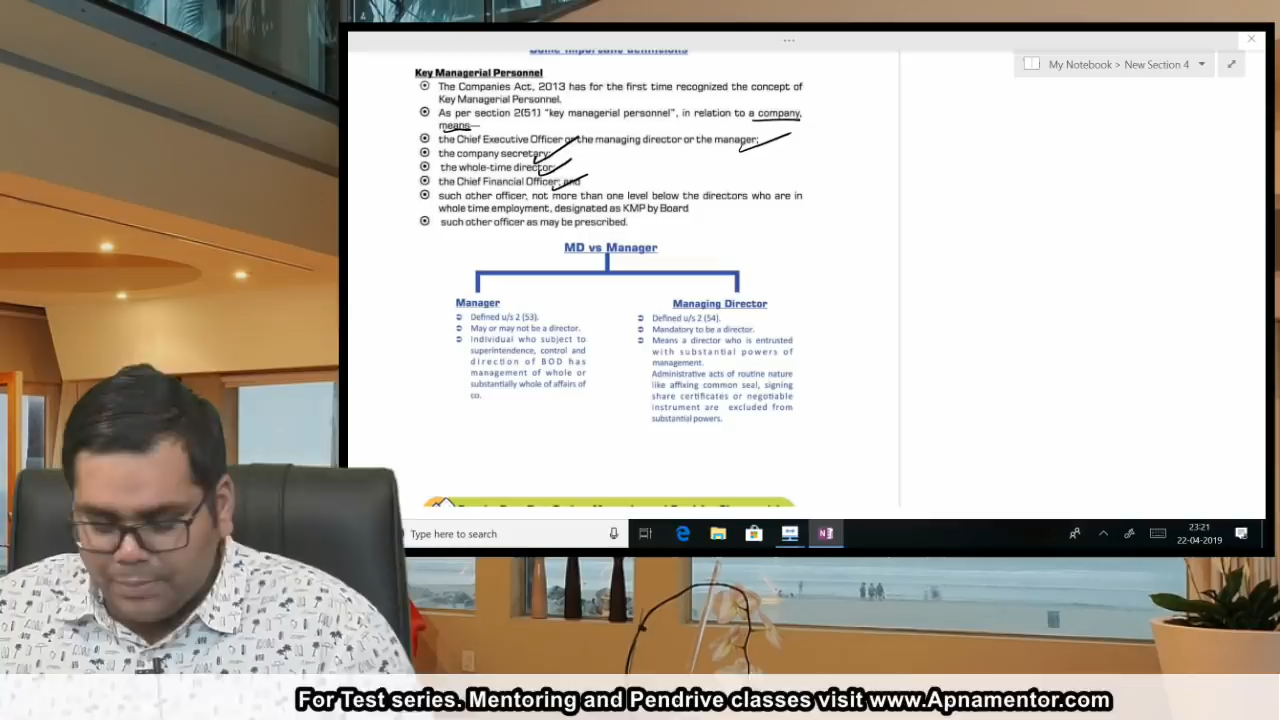 Some important definitions
My Notebook > New Section 4
Key Managerial Personnel
The Companies Act, 2013 has for the first time recognized the concept of
Key Managerial Personnel.
As per section 2(51) "key managerial personnel", in relation to a company,
means—
the Chief Executive Officer or the managing director or the manager;
the company secretary;
the whole-time director;
the Chief Financial Officer; and
such other officer, not more than one level below the directors who are in
whole time employment, designated as KMP by Board
such other officer as may be prescribed.
MD vs Manager
Manager
Defined u/s 2 (53).
May or may not be a director.
Individual who subject to
superintendence, control and
direction of BOD has
management of whole or
substantially whole of affairs of
co.
Managing Director
Defined u/s 2 (54).
Mandatory to be a director.
Means a director who is entrusted
with substantial powers of
management.
Administrative acts of routine nature
like affixing common seal, signing
share certificates or negotiable
instrument are excluded from
substantial powers.
Type here to search
23:21
22-04-2019
For Test series. Mentoring and Pendrive classes visit www.Apnamentor.com